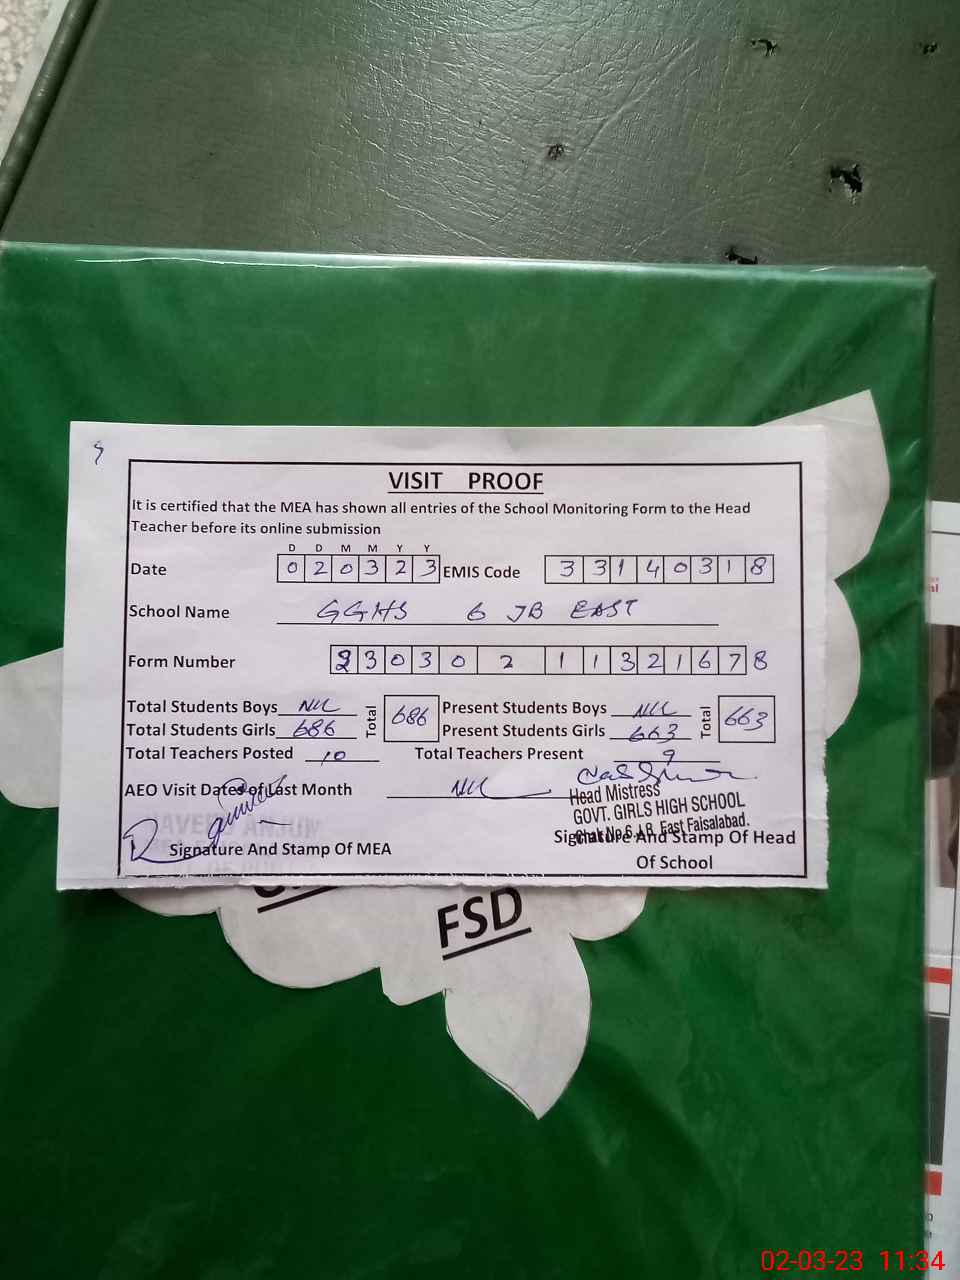 VISIT PROOF
It is certified that the MEA has shown all entries of the School Monitoring Form to the Head
Teacher before its online submission
D D M M Y Y
Date 0 2 0 3 2 3 EMIS Code 3 3 1 4 0 3 1 8
School Name GGHS 6 JB EAST
Form Number 2 3 0 3 0 2 1 1 3 2 1 6 7 8
Total Students Boys Nil Total 686 Present Students Boys Nil Total 663
Total Students Girls 686 Present Students Girls 663
Total Teachers Posted 10 Total Teachers Present 9
AEO Visit Dates of Last Month Nil
Head Mistress
GOVT. GIRLS HIGH SCHOOL
Chak No. 6 J.B. East Faisalabad.
JAVERD ANJUM
Signature And Stamp Of MEA
Signature And Stamp Of Head
Of School
FSD
02-03-23 11:34